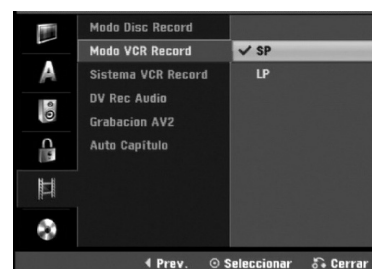 Modo Disc Record
Modo VCR Record
✓ SP
A
Sistema VCR Record
LP
DV Rec Audio
Grabacion AV2
Auto Capítulo
Prev. Seleccionar Cerrar